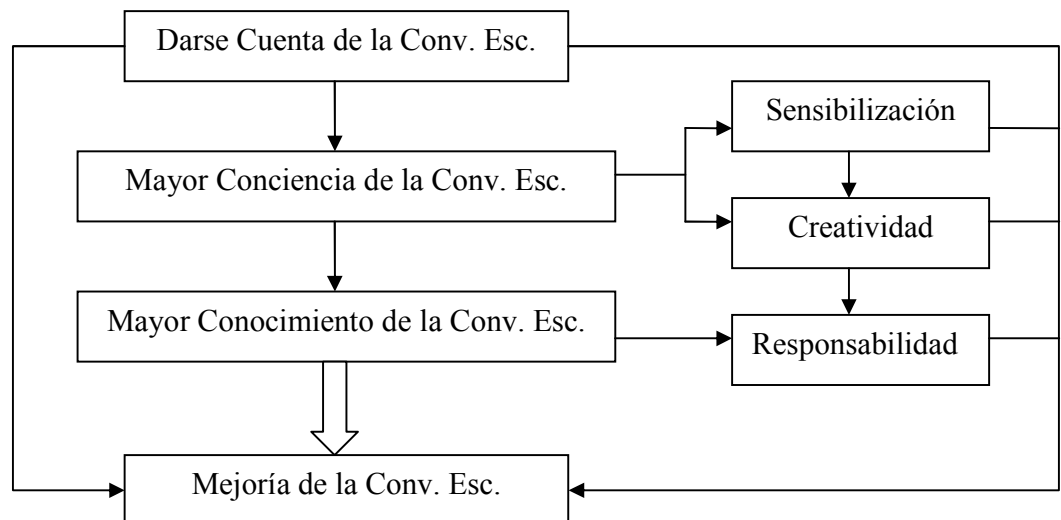 Darse Cuenta de la Conv. Esc.
Sensibilización
Mayor Conciencia de la Conv. Esc.
Creatividad
Mayor Conocimiento de la Conv. Esc.
Responsabilidad
Mejoría de la Conv. Esc.